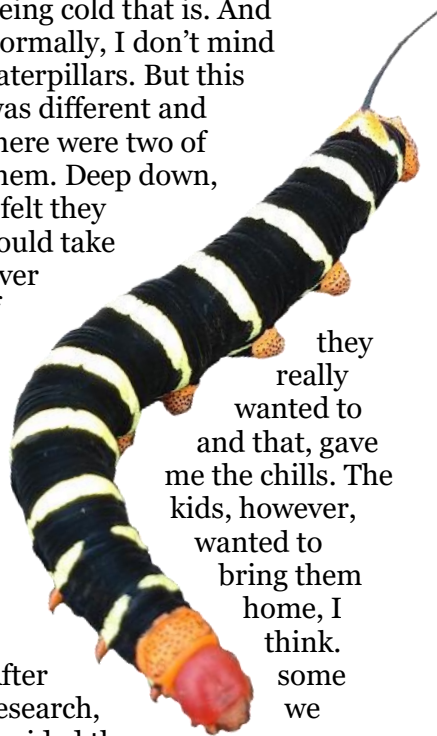 eing cold that is. And
ormally, I don’t mind
aterpillars. But this
was different and
here were two of
hem. Deep down,
felt they
ould take
ver
they
really
wanted to
and that, gave
me the chills. The
kids, however,
wanted to
bring them
home, I
think.
After some
esearch, we